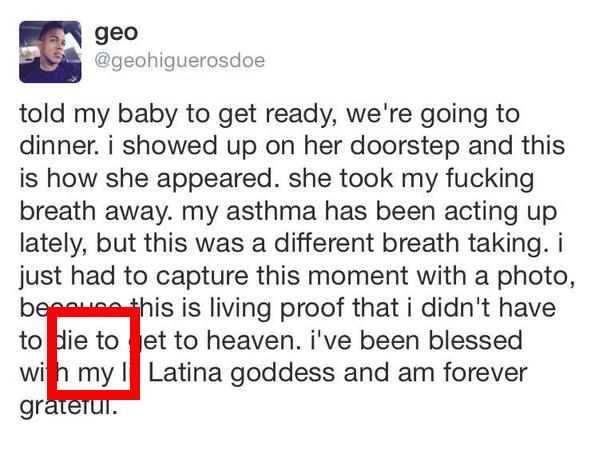 geo
@geohiguerosdoe
told my baby to get ready, we're going to
dinner. i showed up on her doorstep and this
is how she appeared. she took my fucking
breath away. my asthma has been acting up
lately, but this was a different breath taking. i
just had to capture this moment with a photo,
because this is living proof that i didn't have
to die to get to heaven. i've been blessed
with my lil Latina goddess and am forever
grateful.